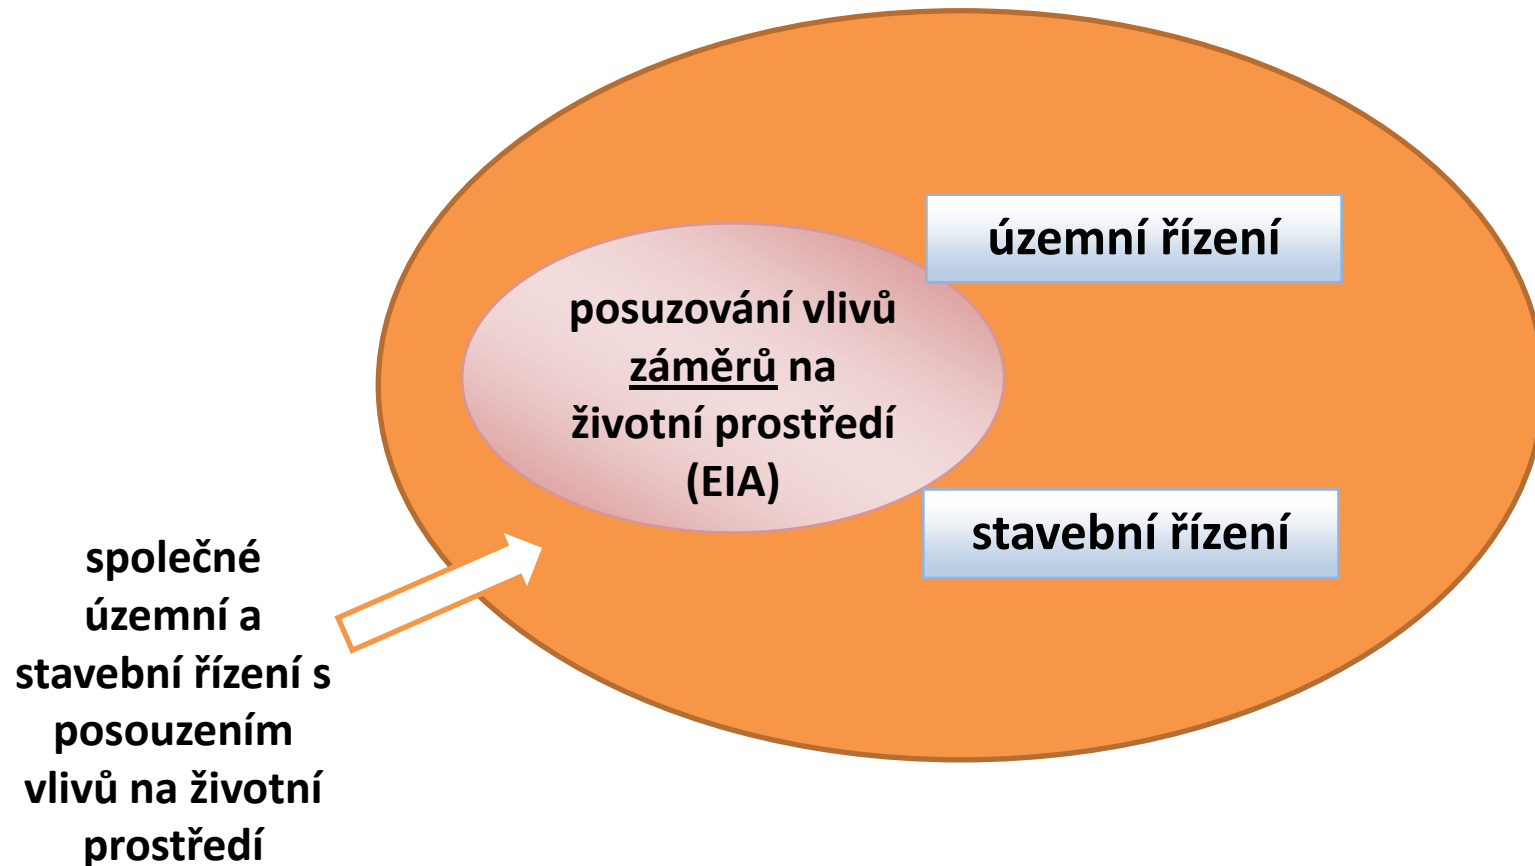 územní řízení
posuzování vlivů
záměrů na
životní prostředí
(EIA)
stavební řízení
společné
územní a
stavební řízení s
posouzením
vlivů na životní
prostředí